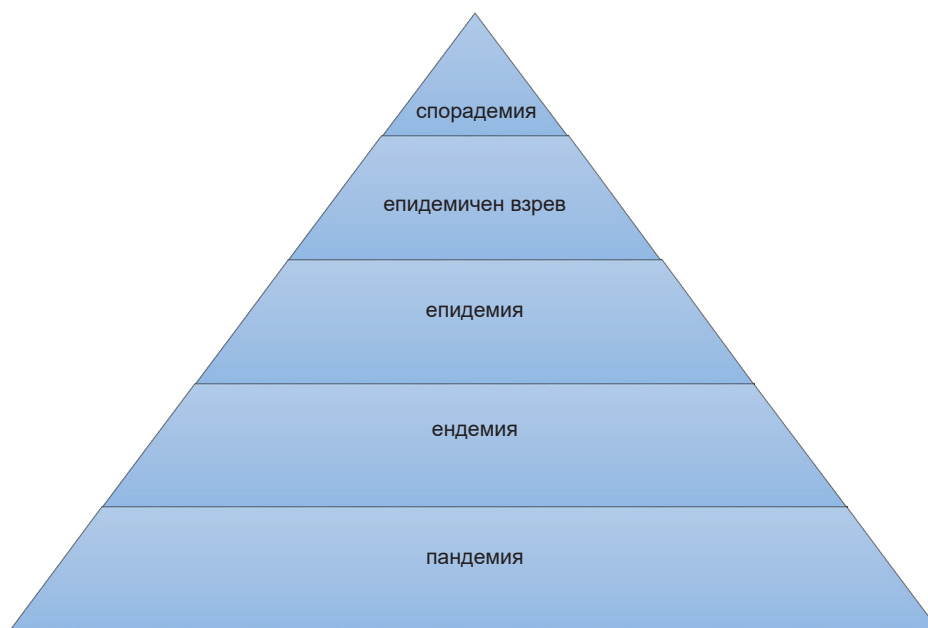 спорадемия
епидемичен взрев
епидемия
ендемия
пандемия